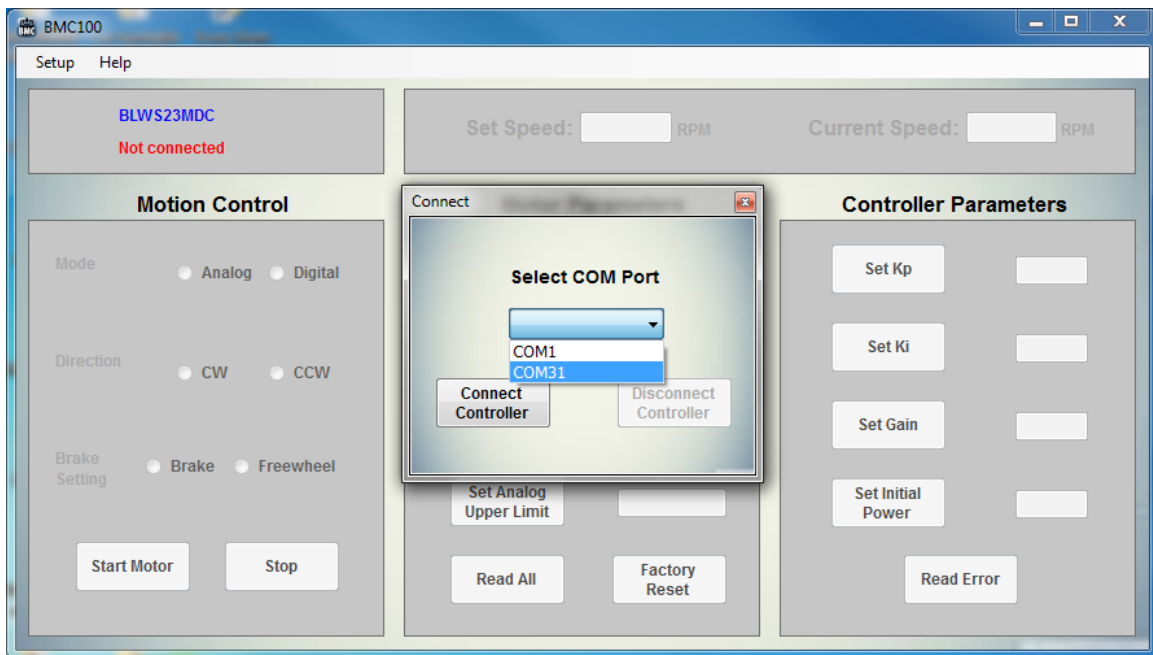 BMC100
Setup Help
BLWS23MDC
Not connected
Set Speed: RPM Current Speed: RPM
Motion Control
Mode
Analog Digital
Direction
CW CCW
Brake
Setting
Brake Freewheel
Start Motor Stop
Motor Parameters
Connect
Select COM Port
COM1
COM31
Connect
Controller
Disconnect
Controller
Set Analog
Upper Limit
Read All
Factory
Reset
Controller Parameters
Set Kp
Set Ki
Set Gain
Set Initial
Power
Read Error